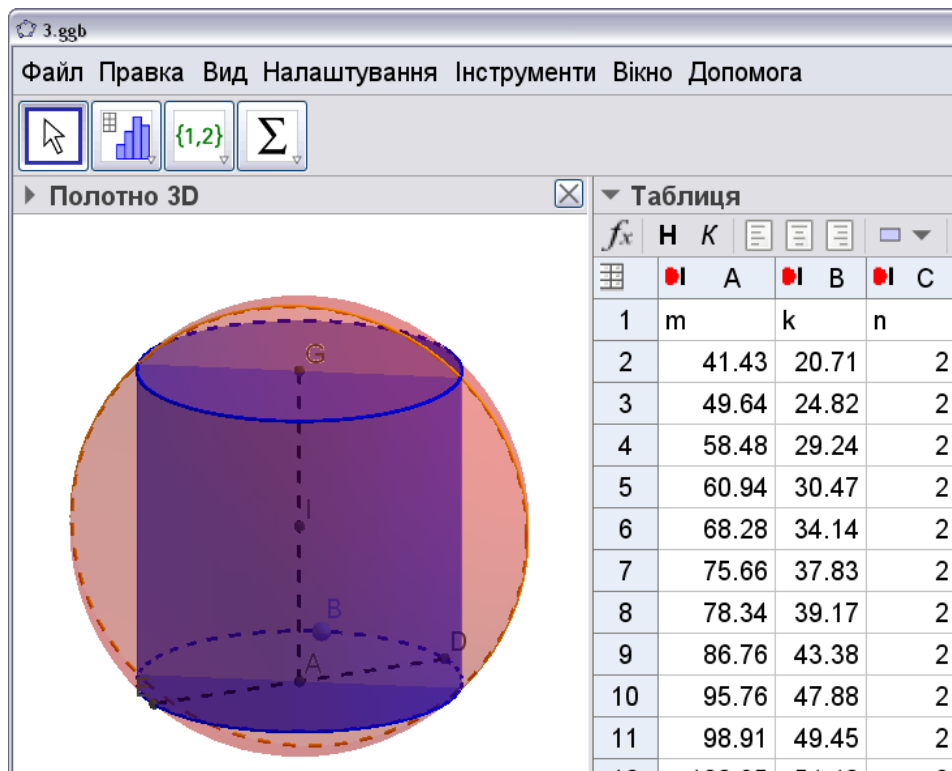 3.ggb
Файл Правка Вид Налаштування Інструменти Вікно Допомога
{1,2} Σ
Полотно 3D
Таблиця
fx Н К
A B C
1 m k n
2 41.43 20.71 2
3 49.64 24.82 2
4 58.48 29.24 2
5 60.94 30.47 2
6 68.28 34.14 2
7 75.66 37.83 2
8 78.34 39.17 2
9 86.76 43.38 2
10 95.76 47.88 2
11 98.91 49.45 2
G
I
B
D
A